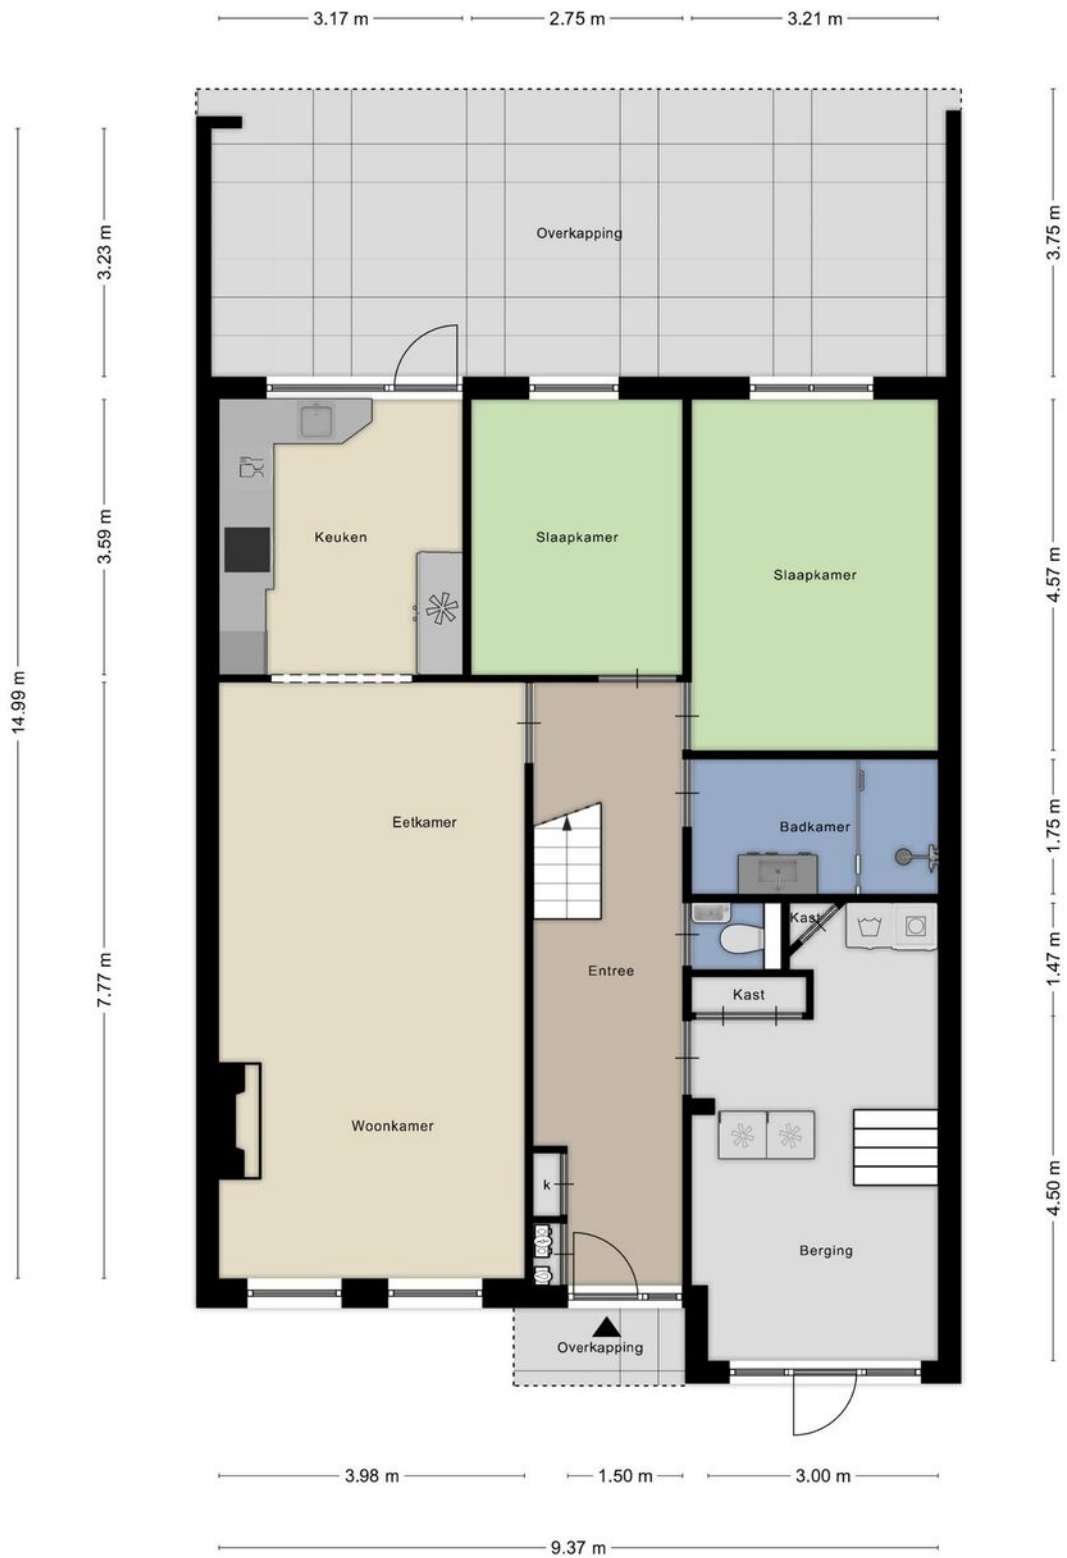 3.17 m
2.75 m
3.21 m
Overkapping
3.23 m
3.75 m
Keuken
Slaapkamer
Slaapkamer
3.59 m
4.57 m
14.99 m
Eetkamer
Badkamer
1.75 m
Kast
Entree
Kast
1.47 m
7.77 m
Woonkamer
k
4.50 m
Berging
Overkapping
3.98 m
1.50 m
3.00 m
9.37 m